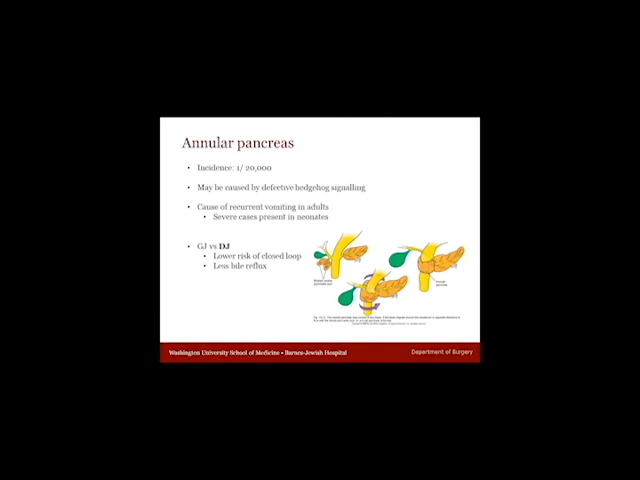 Annular pancreas
• Incidence: 1/ 20,000
• May be caused by defective hedgehog signalling
• Cause of recurrent vomiting in adults
• Severe cases present in neonates
• GJ vs DJ
• Lower risk of closed loop
• Less bile reflux
Washington University School of Medicine • Barnes-Jewish Hospital
Department of Surgery